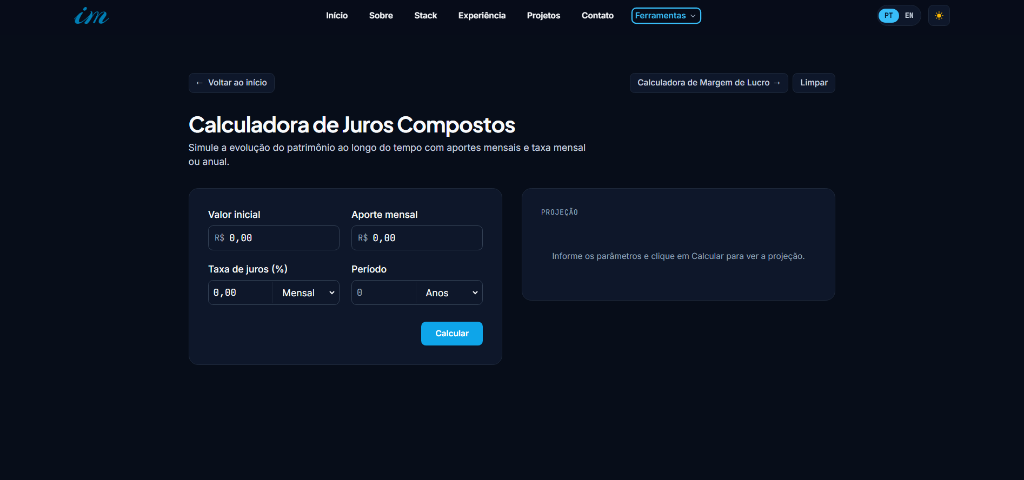 im
Início Sobre Stack Experiência Projetos Contato Ferramentas
PT EN
← Voltar ao início
Calculadora de Margem de Lucro →
Limpar
Calculadora de Juros Compostos
Simule a evolução do patrimônio ao longo do tempo com aportes mensais e taxa mensal
ou anual.
Valor inicial
R$ 0,00
Aporte mensal
R$ 0,00
Taxa de juros (%)
0,00 Mensal
Período
0 Anos
Calcular
PROJEÇÃO
Informe os parâmetros e clique em Calcular para ver a projeção.